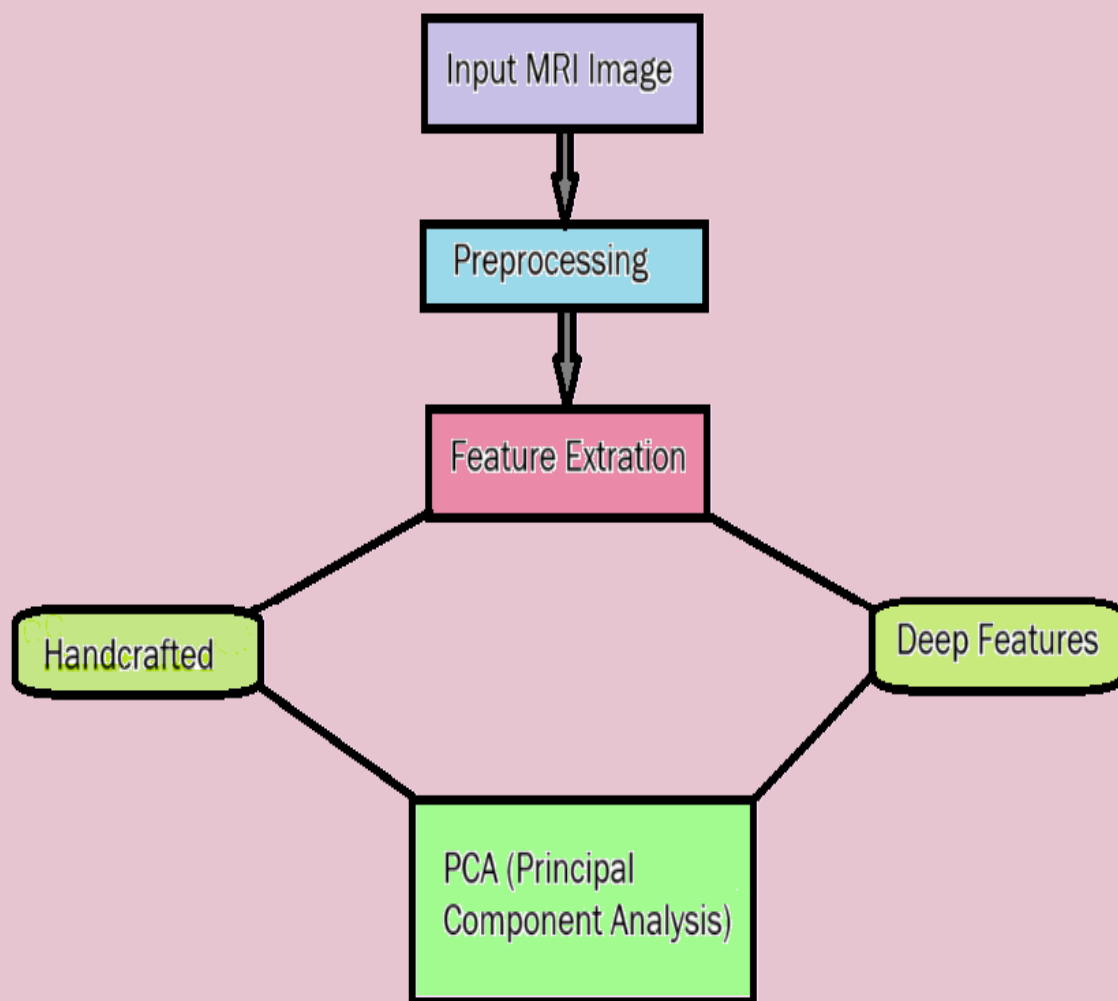 Input MRI Image
Preprocessing
Feature Extration
Handcrafted
Deep Features
PCA (Principal
Component Analysis)